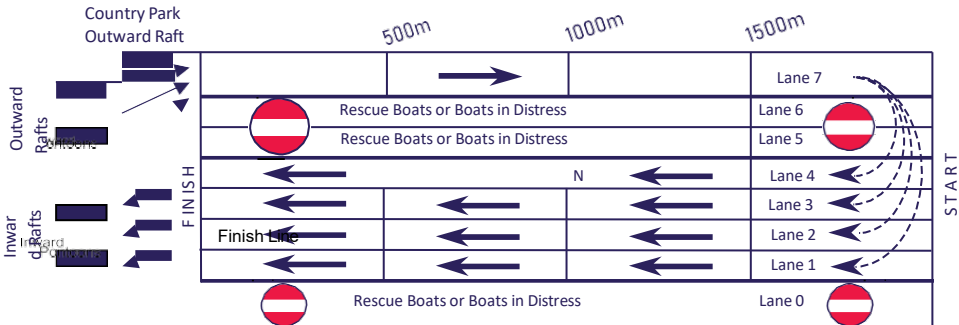 Country Park
Outward Raft
500m
1000m
1500m
Lane 7
Outward
Rafts
Rescue Boats or Boats in Distress
Lane 6
Rescue Boats or Boats in Distress
Lane 5
FINISH
START
N
Lane 4
Lane 3
Inwar
d Rafts
Inward
Pontoons
Finish Line
Lane 2
Lane 1
Rescue Boats or Boats in Distress
Lane 0